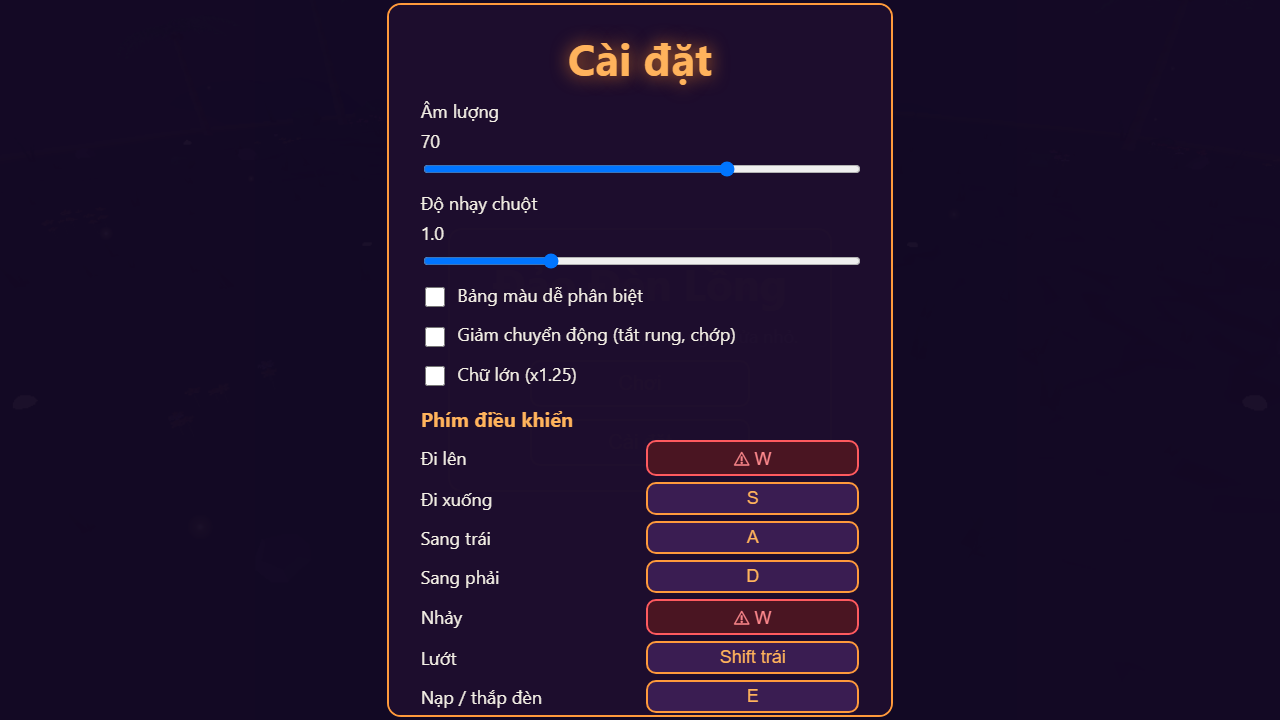 Cài đặt
Âm lượng
70
Độ nhạy chuột
1.0
Bảng màu dễ phân biệt
Giảm chuyển động (tắt rung, chớp)
Chữ lớn (x1.25)
Phím điều khiển
Đi lên ⚠ W
Đi xuống S
Sang trái A
Sang phải D
Nhảy ⚠ W
Lướt Shift trái
Nạp / thắp đèn E